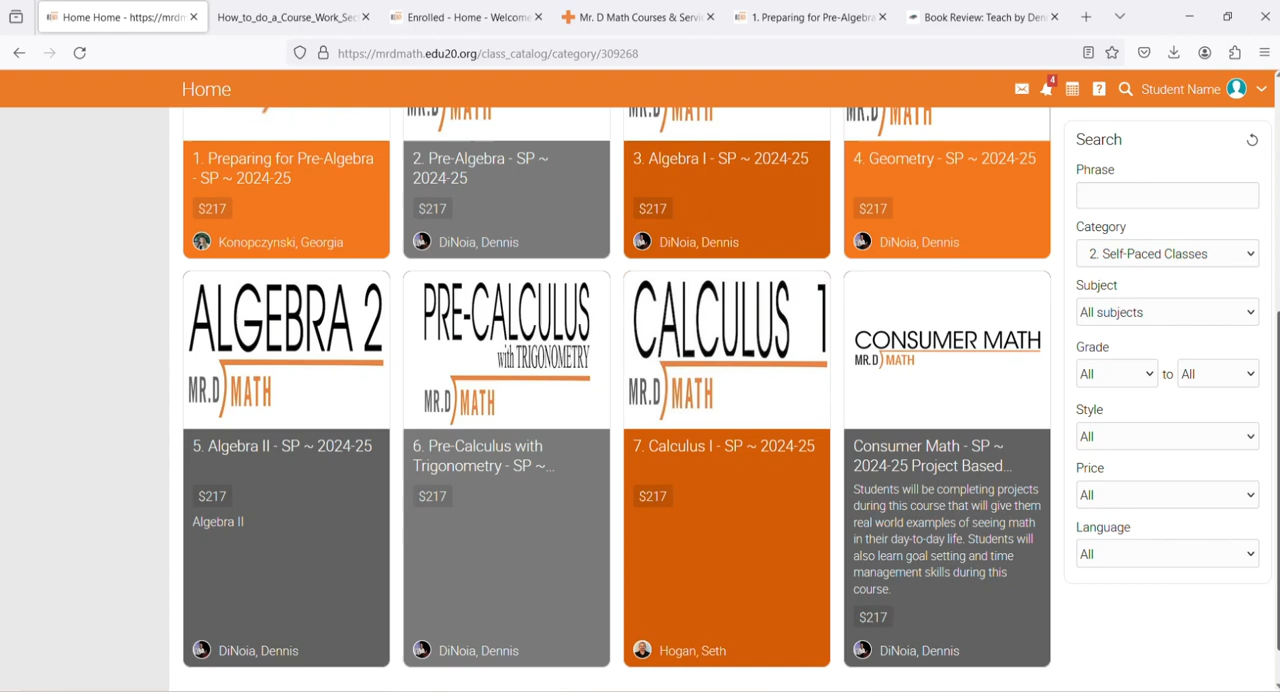 Home Home - https://mrdm
How_to_do_a_Course_Work_Sec
Enrolled - Home - Welcome
Mr. D Math Courses & Servic
1. Preparing for Pre-Algebra
Book Review: Teach by Den
https://mrdmath.edu20.org/class_catalog/category/309268
Home
4
Student Name
1. Preparing for Pre-Algebra
- SP ~ 2024-25
$217
Konopczynski, Georgia
2. Pre-Algebra - SP ~
2024-25
$217
DiNoia, Dennis
3. Algebra I - SP ~ 2024-25
$217
DiNoia, Dennis
4. Geometry - SP ~ 2024-25
$217
DiNoia, Dennis
ALGEBRA 2
MR.D MATH
5. Algebra II - SP ~ 2024-25
$217
Algebra II
DiNoia, Dennis
PRE-CALCULUS
with TRIGONOMETRY
MR.D MATH
6. Pre-Calculus with
Trigonometry - SP ~...
$217
DiNoia, Dennis
CALCULUS 1
MR.D MATH
7. Calculus I - SP ~ 2024-25
$217
Hogan, Seth
CONSUMER MATH
MR.D MATH
Consumer Math - SP ~
2024-25 Project Based...
Students will be completing projects
during this course that will give them
real world examples of seeing math
in their day-to-day life. Students will
also learn goal setting and time
management skills during this
course.
$217
DiNoia, Dennis
Search
Phrase
Category
2. Self-Paced Classes
Subject
All subjects
Grade
All to All
Style
All
Price
All
Language
All